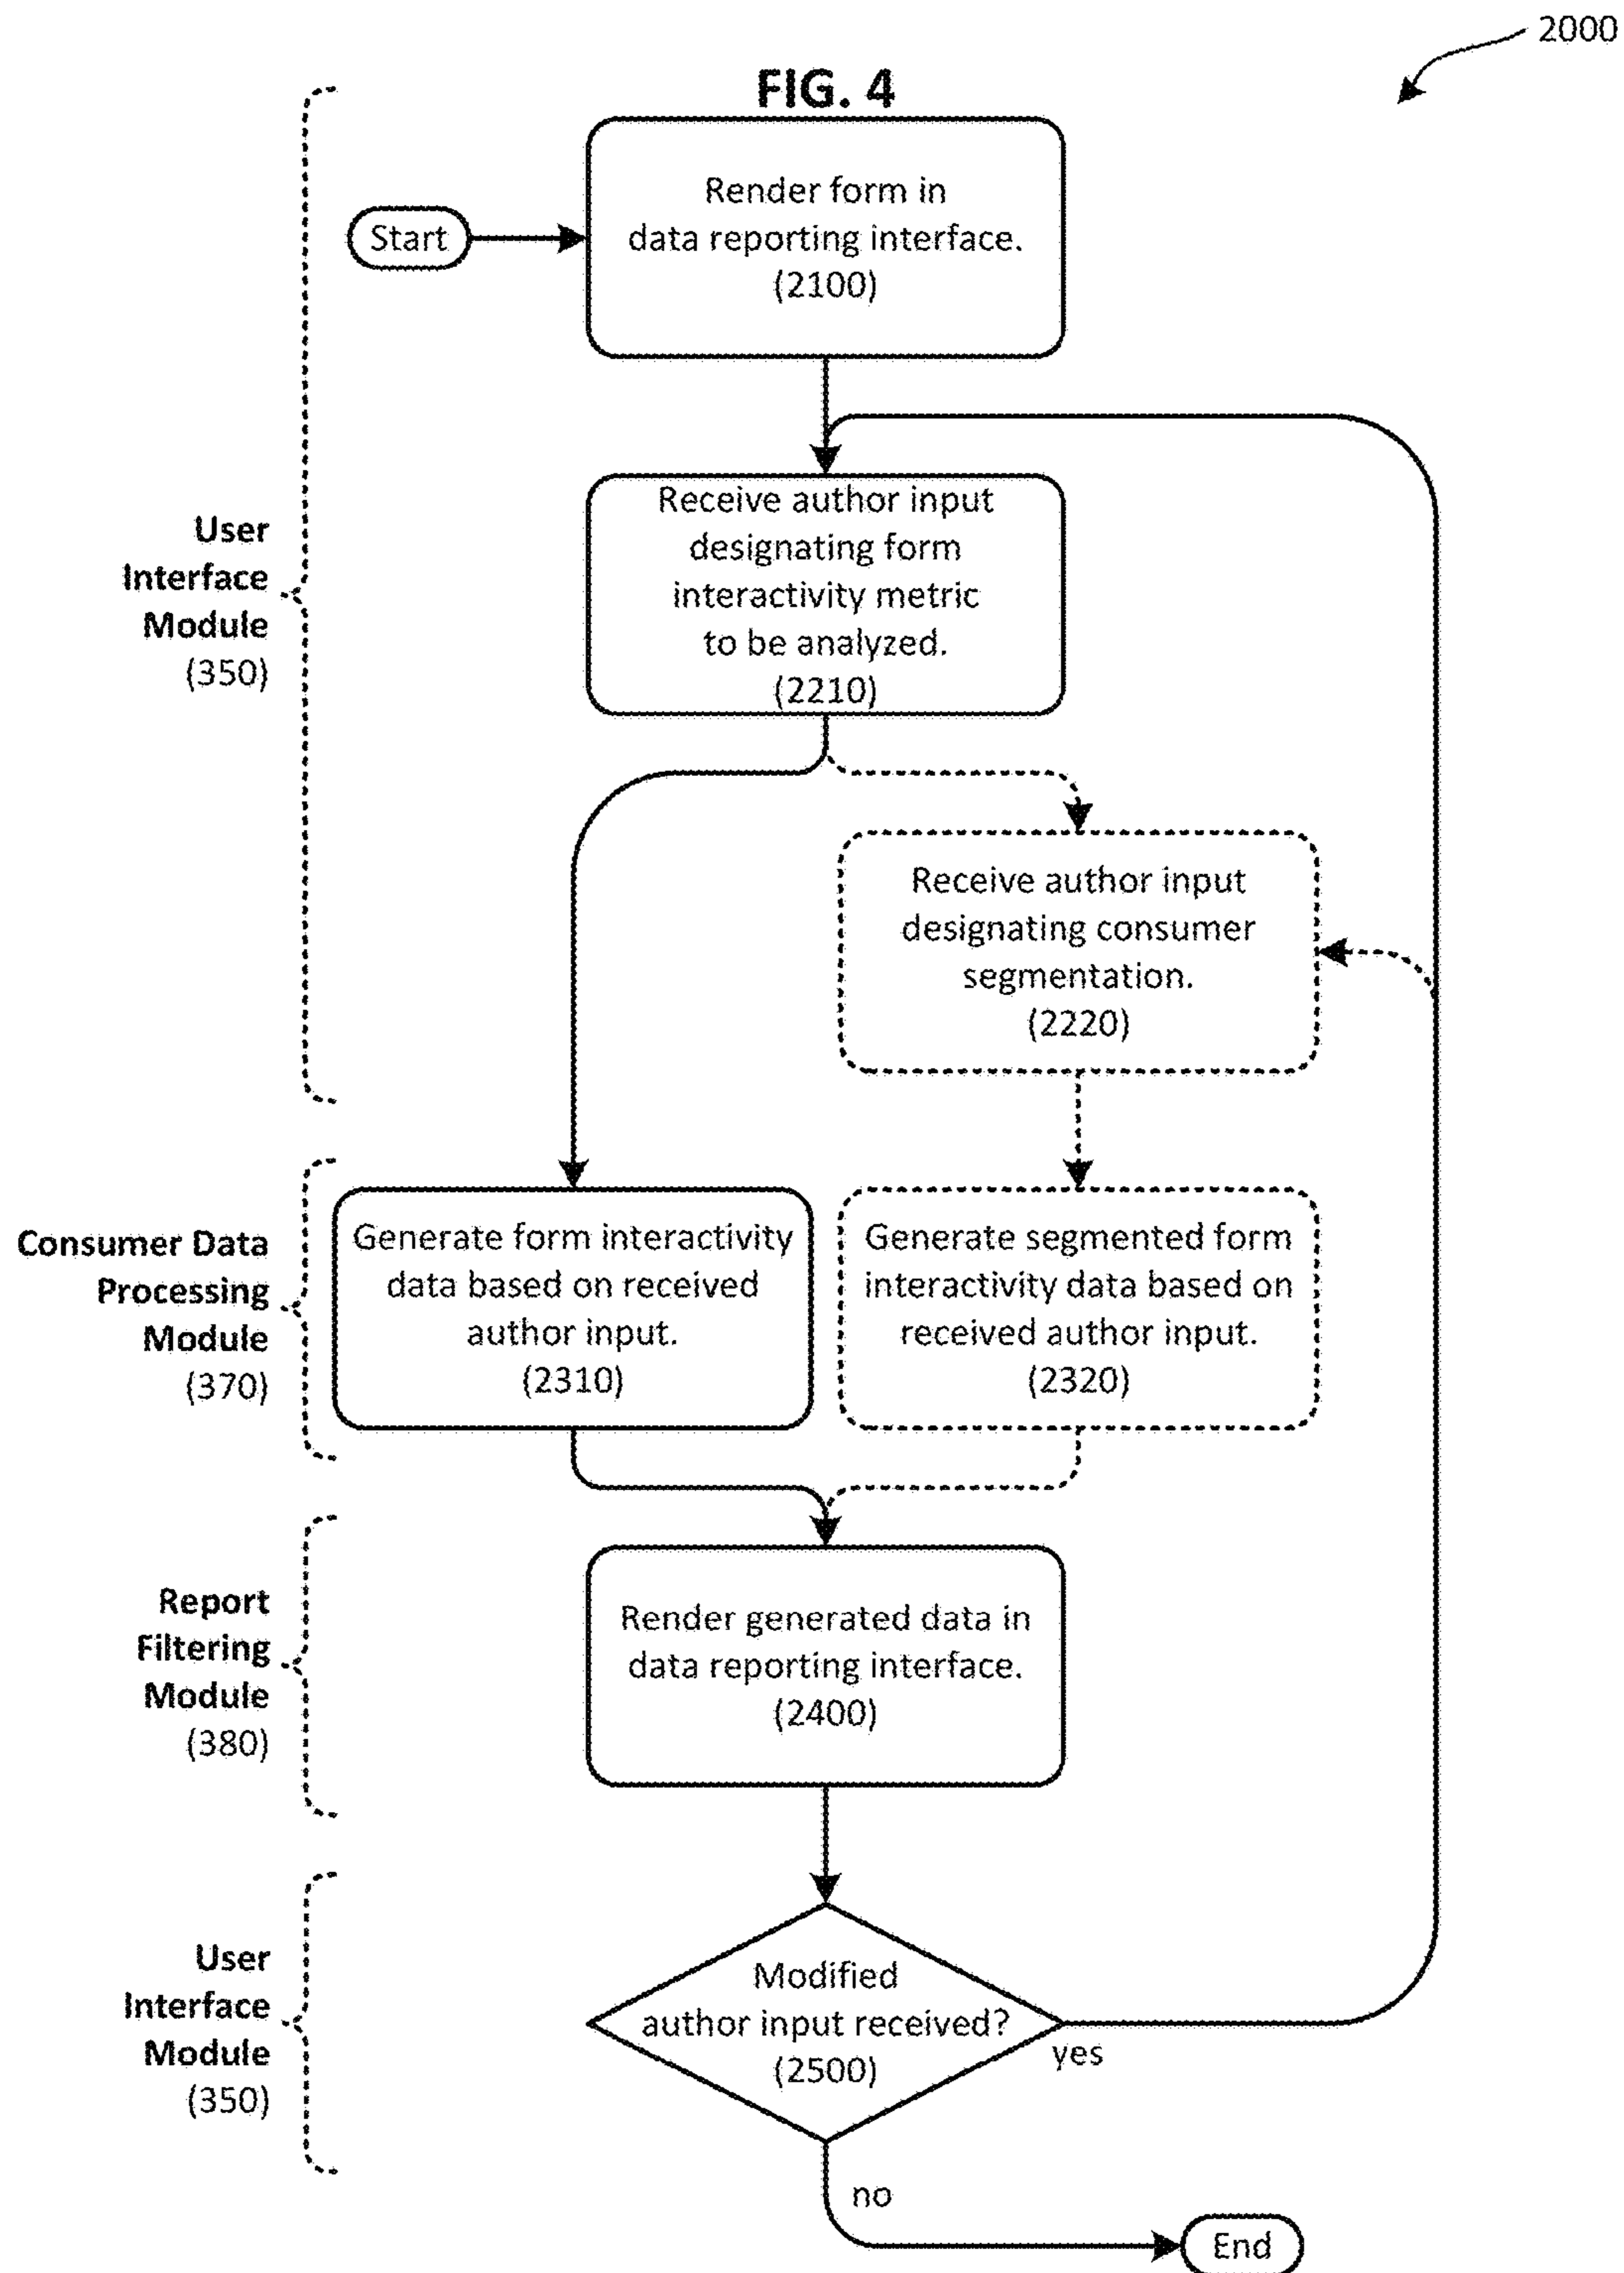 2000
FIG. 4
Start
Render form in
data reporting interface.
(2100)
Receive author input
designating form
interactivity metric
to be analyzed.
(2210)
User
Interface
Module
(350)
Receive author input
designating consumer
segmentation.
(2220)
Consumer Data
Processing
Module
(370)
Generate form interactivity
data based on received
author input.
(2310)
Generate segmented form
interactivity data based on
received author input.
(2320)
Report
Filtering
Module
(380)
Render generated data in
data reporting interface.
(2400)
User
Interface
Module
(350)
Modified
author input received?
(2500)
yes
no
End